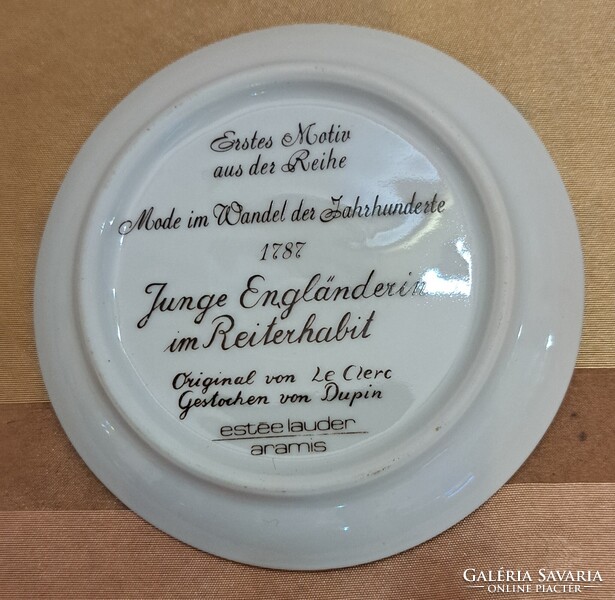 Erstes Motiv
aus der Reihe
Mode im Wandel der Jahrhunderte
1787
Junge Engländerin
im Reiterhabit
Original von Le Clerc
Gestochen von Dupin
estēe lauder
aramis
GALÉRIA SAVARIA
ONLINE PIACTÉR